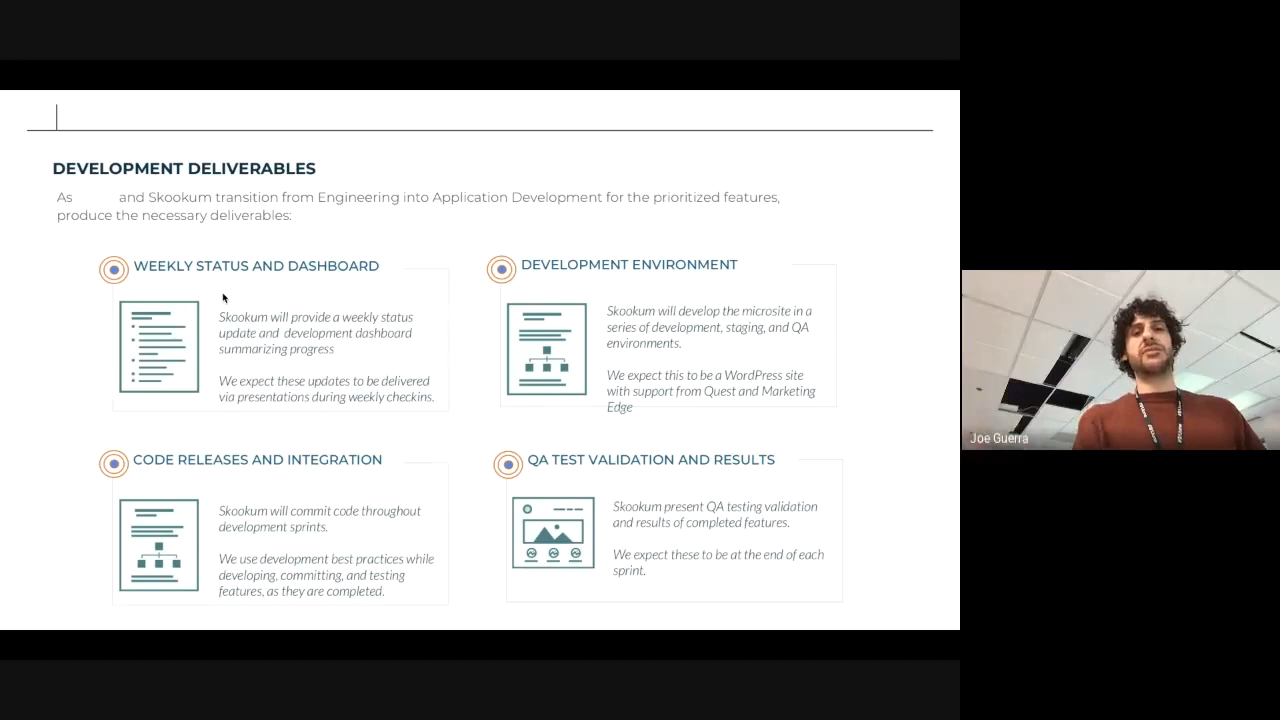 DEVELOPMENT DELIVERABLES
As and Skookum transition from Engineering into Application Development for the prioritized features,
produce the necessary deliverables:
WEEKLY STATUS AND DASHBOARD
Skookum will provide a weekly status
update and development dashboard
summarizing progress
We expect these updates to be delivered
via presentations during weekly checkins.
DEVELOPMENT ENVIRONMENT
Skookum will develop the microsite in a
series of development, staging, and QA
environments.
We expect this to be a WordPress site
with support from Quest and Marketing
Edge
CODE RELEASES AND INTEGRATION
Skookum will commit code throughout
development sprints.
We use development best practices while
developing, committing, and testing
features, as they are completed.
QA TEST VALIDATION AND RESULTS
Skookum present QA testing validation
and results of completed features.
We expect these to be at the end of each
sprint.
Joe Guerra